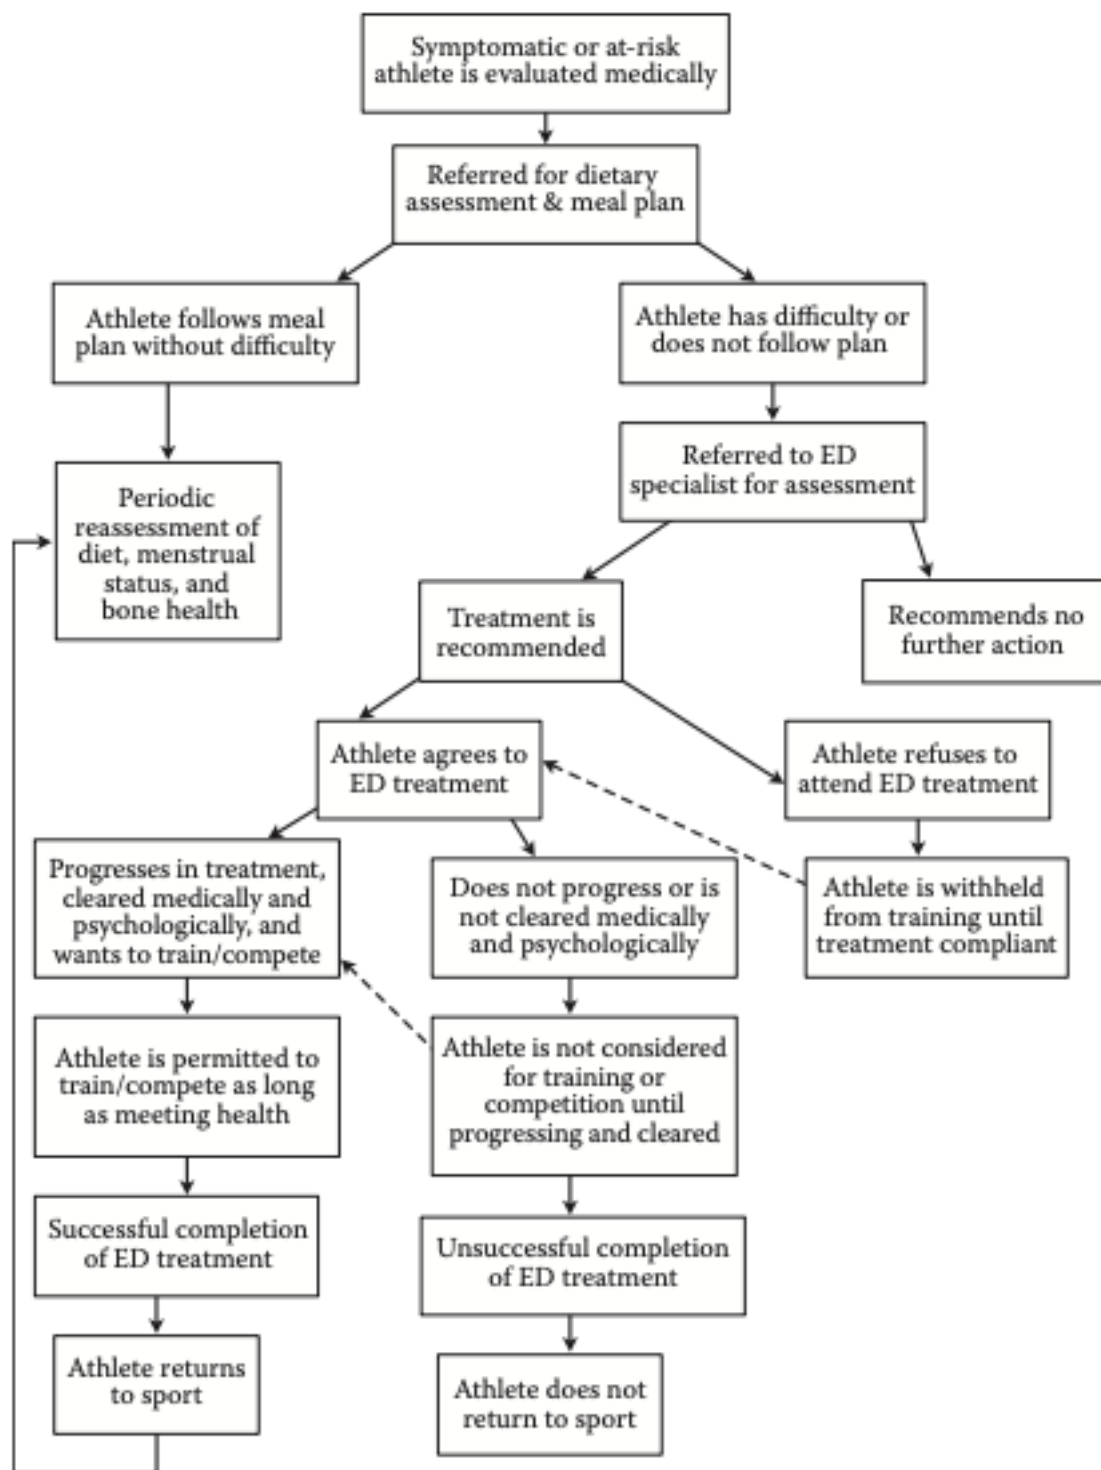 Symptomatic or at-risk
athlete is evaluated medically
Referred for dietary
assessment & meal plan
Athlete follows meal
plan without difficulty
Athlete has difficulty or
does not follow plan
Periodic
reassessment of
diet, menstrual
status, and
bone health
Referred to ED
specialist for assessment
Treatment is
recommended
Recommends no
further action
Athlete agrees to
ED treatment
Athlete refuses to
attend ED treatment
Progresses in treatment,
cleared medically and
psychologically, and
wants to train/compete
Does not progress or is
not cleared medically
and psychologically
Athlete is withheld
from training until
treatment compliant
Athlete is permitted to
train/compete as long
as meeting health
Athlete is not considered
for training or
competition until
progressing and cleared
Successful completion
of ED treatment
Unsuccessful completion
of ED treatment
Athlete returns
to sport
Athlete does not
return to sport